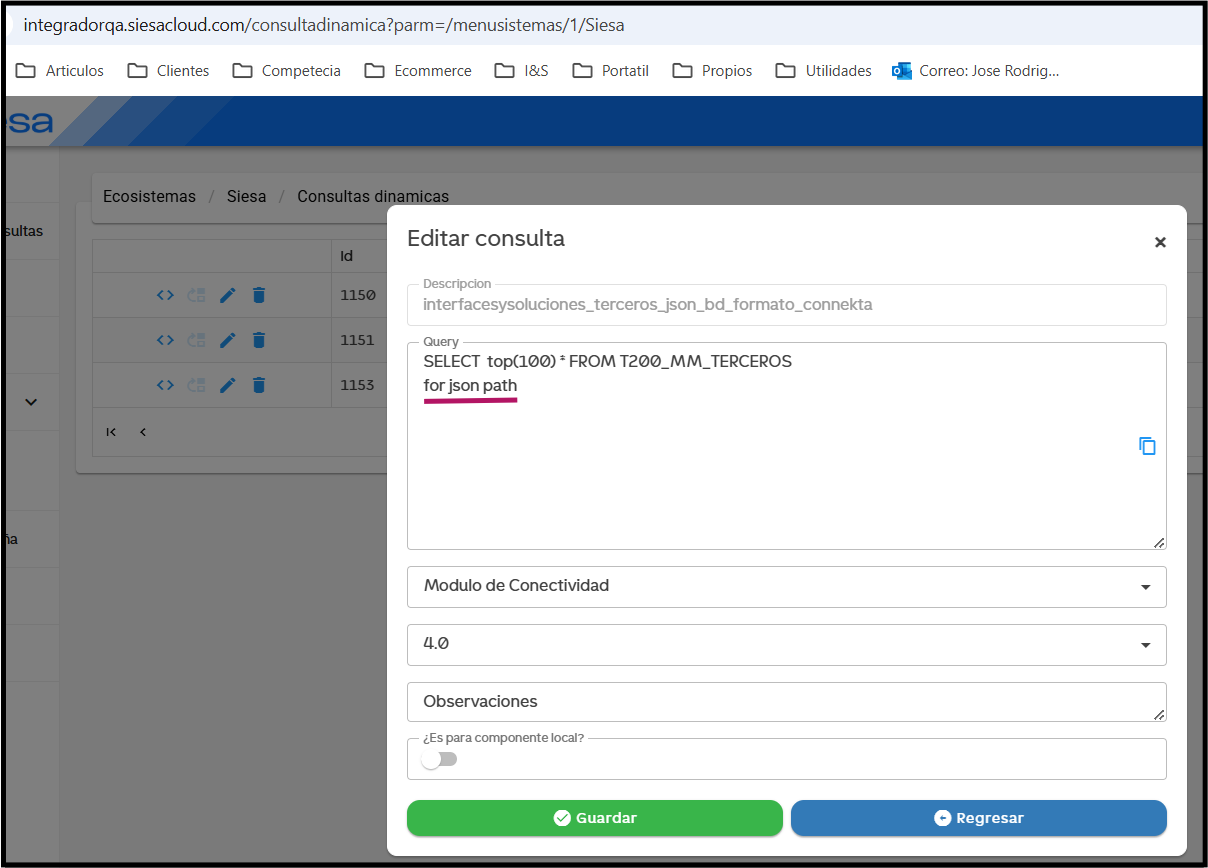 integradorqa.siesacloud.com/consultadinamica?parm=/menusistemas/1/Siesa
Articulos Clientes Competecia Ecommerce I&S Portatil Propios Utilidades Correo: Jose Rodrig...
esa
Ecosistemas / Siesa / Consultas dinamicas
sultas
Id
1150
1151
1153
ña
Editar consulta
Descripcion
interfacesysoluciones_terceros_json_bd_formato_connekta
Query
SELECT top(100) * FROM T200_MM_TERCEROS
for json path
Modulo de Conectividad
4.0
Observaciones
¿Es para componente local?
Guardar Regresar